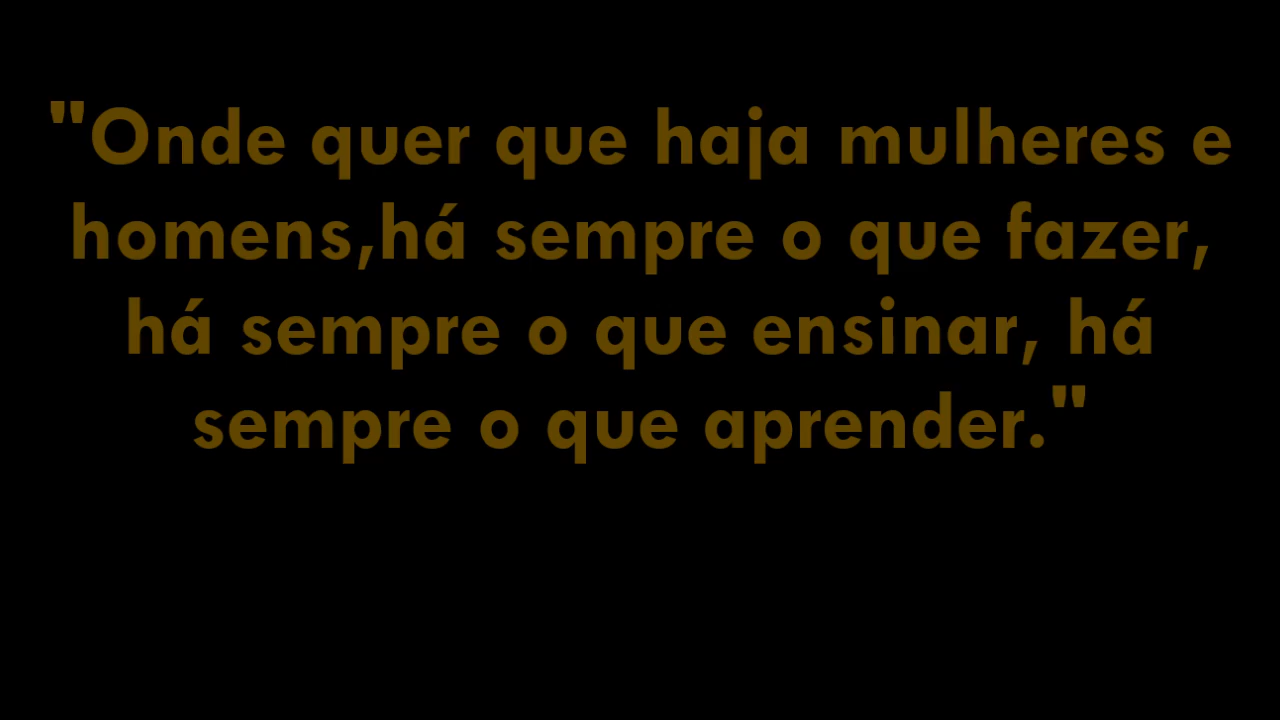 "Onde quer que haja mulheres e
homens,há sempre o que fazer,
há sempre o que ensinar, há
sempre o que aprender."